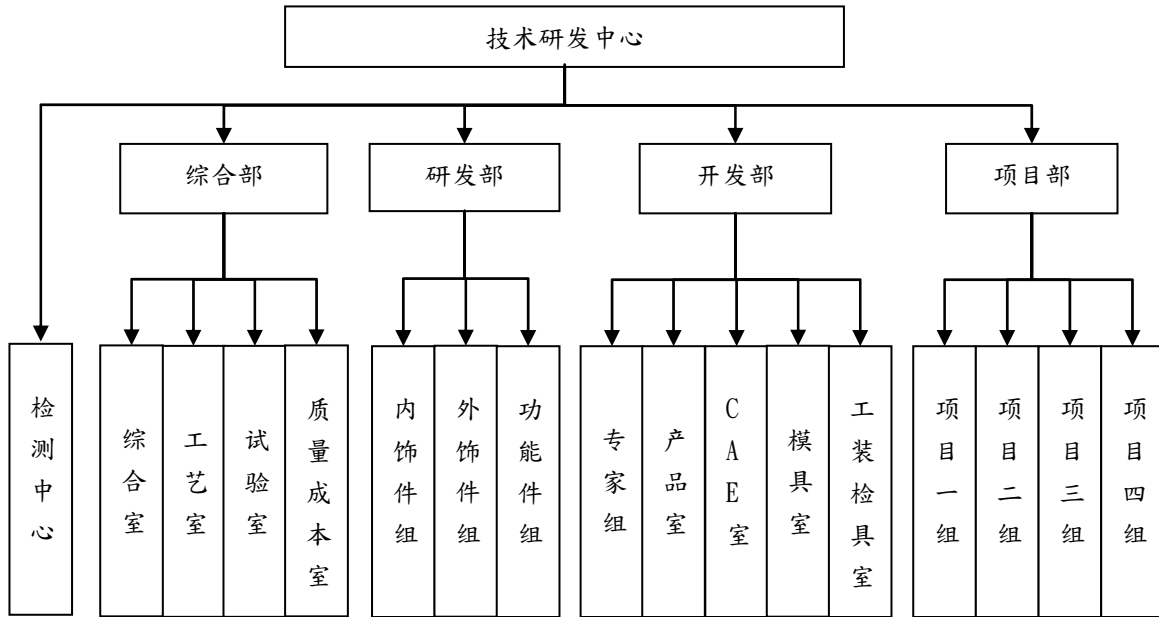 技术研发中心
综合部
研发部
开发部
项目部
检测中心
综合室
工艺室
试验室
质量成本室
内饰件组
外饰件组
功能件组
专家组
产品室
CAE室
模具室
工装检具室
项目一组
项目二组
项目三组
项目四组